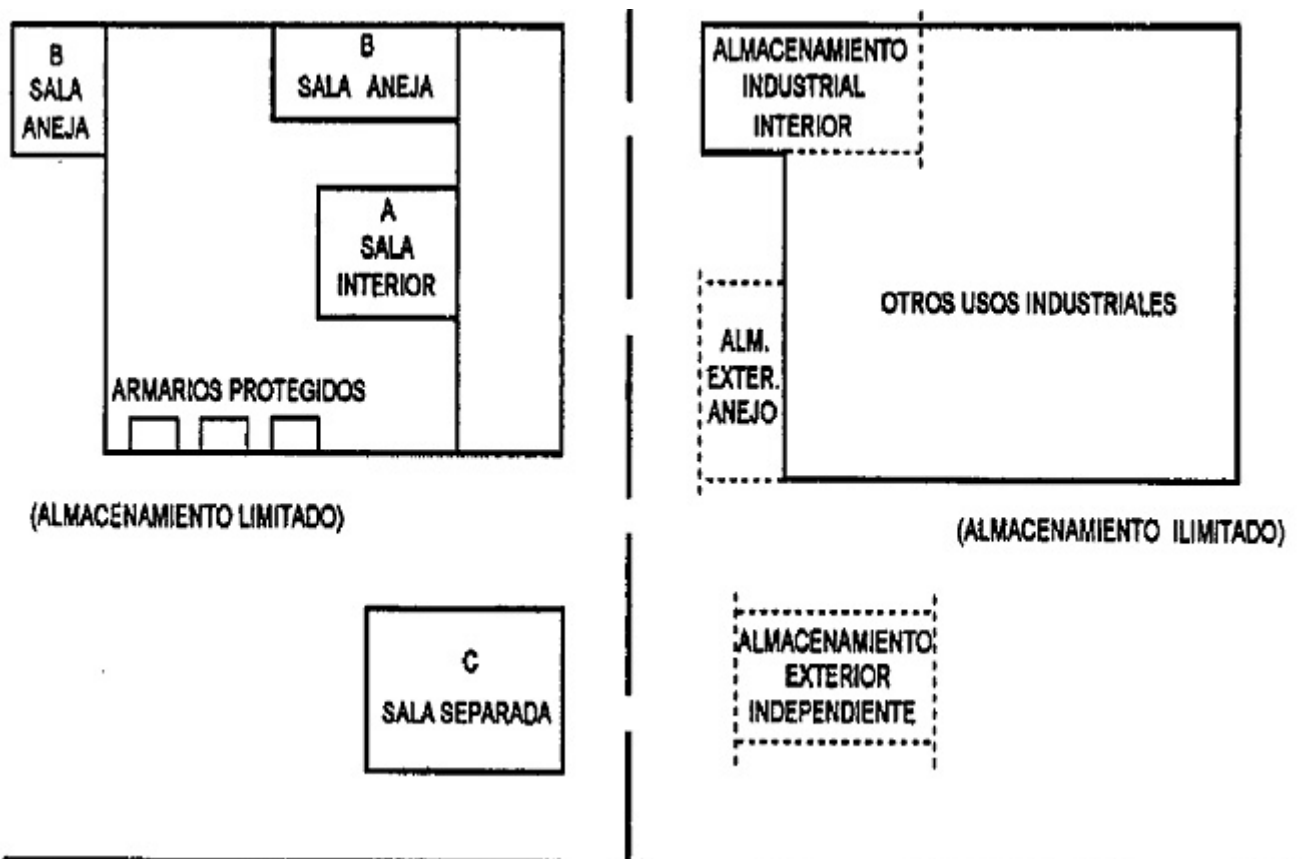 B
SALA
ANEJA
B
SALA ANEJA
A
SALA
INTERIOR
ARMARIOS PROTEGIDOS
(ALMACENAMIENTO LIMITADO)
C
SALA SEPARADA
ALMACENAMIENTO
INDUSTRIAL
INTERIOR
OTROS USOS INDUSTRIALES
ALM.
EXTER.
ANEJO
(ALMACENAMIENTO ILIMITADO)
ALMACENAMIENTO
EXTERIOR
INDEPENDIENTE